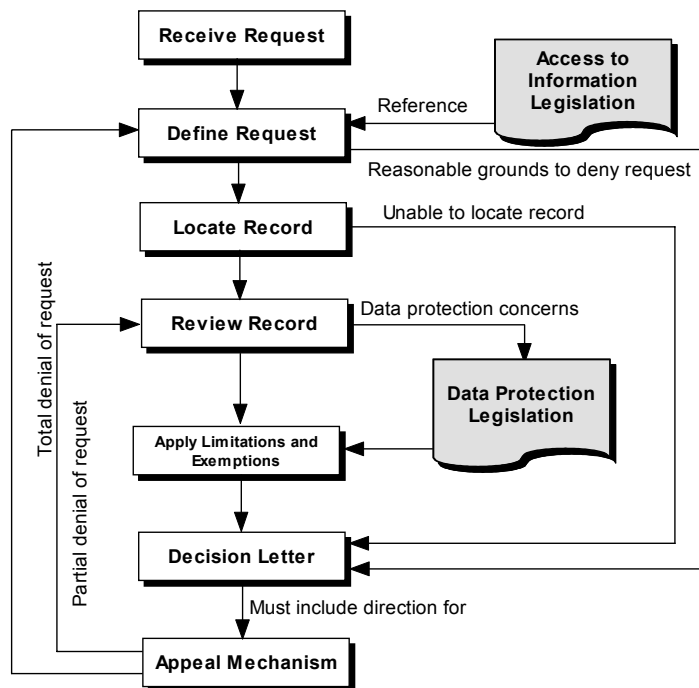 Receive Request
Access to
Information
Legislation
Reference
Define Request
Reasonable grounds to deny request
Unable to locate record
Locate Record
Data protection concerns
Review Record
Total denial of request
Partial denial of request
Data Protection
Legislation
Apply Limitations and
Exemptions
Decision Letter
Must include direction for
Appeal Mechanism